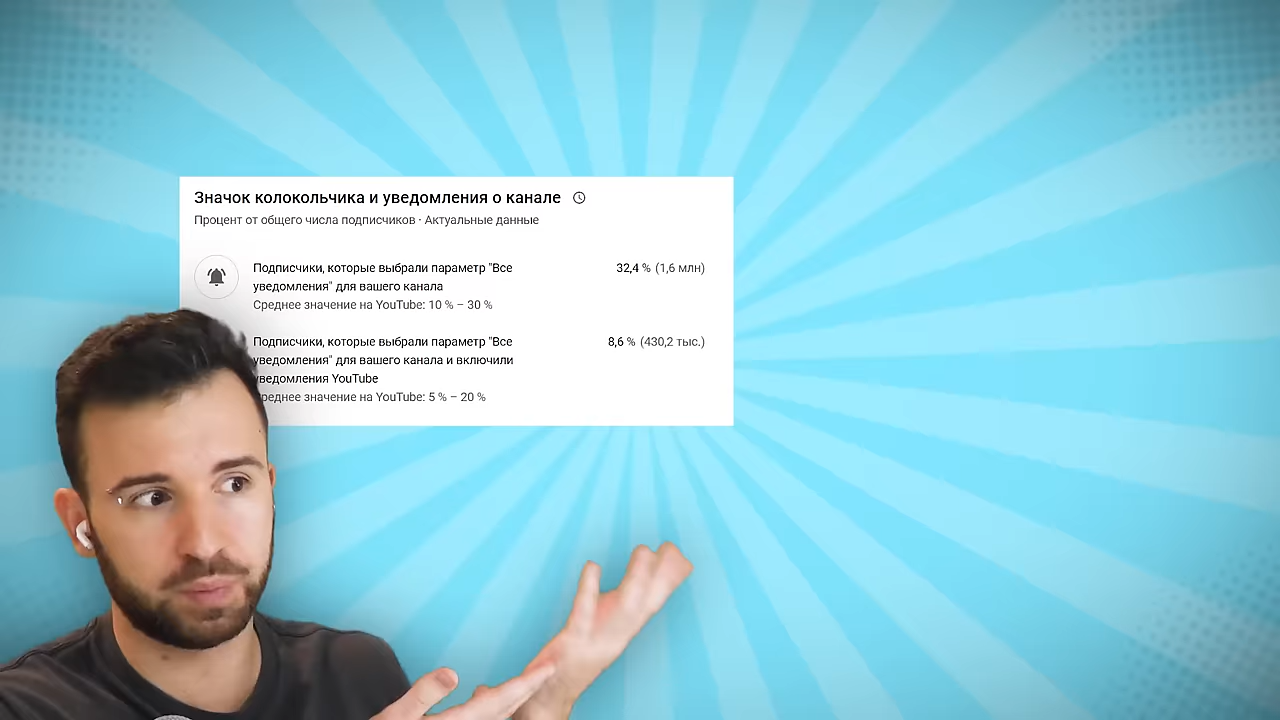 Значок колокольчика и уведомления о канале
Процент от общего числа подписчиков · Актуальные данные
Подписчики, которые выбрали параметр "Все
уведомления" для вашего канала
32,4 % (1,6 млн)
Среднее значение на YouTube: 10 % – 30 %
Подписчики, которые выбрали параметр "Все
уведомления" для вашего канала и включили
уведомления YouTube
8,6 % (430,2 тыс.)
Среднее значение на YouTube: 5 % – 20 %